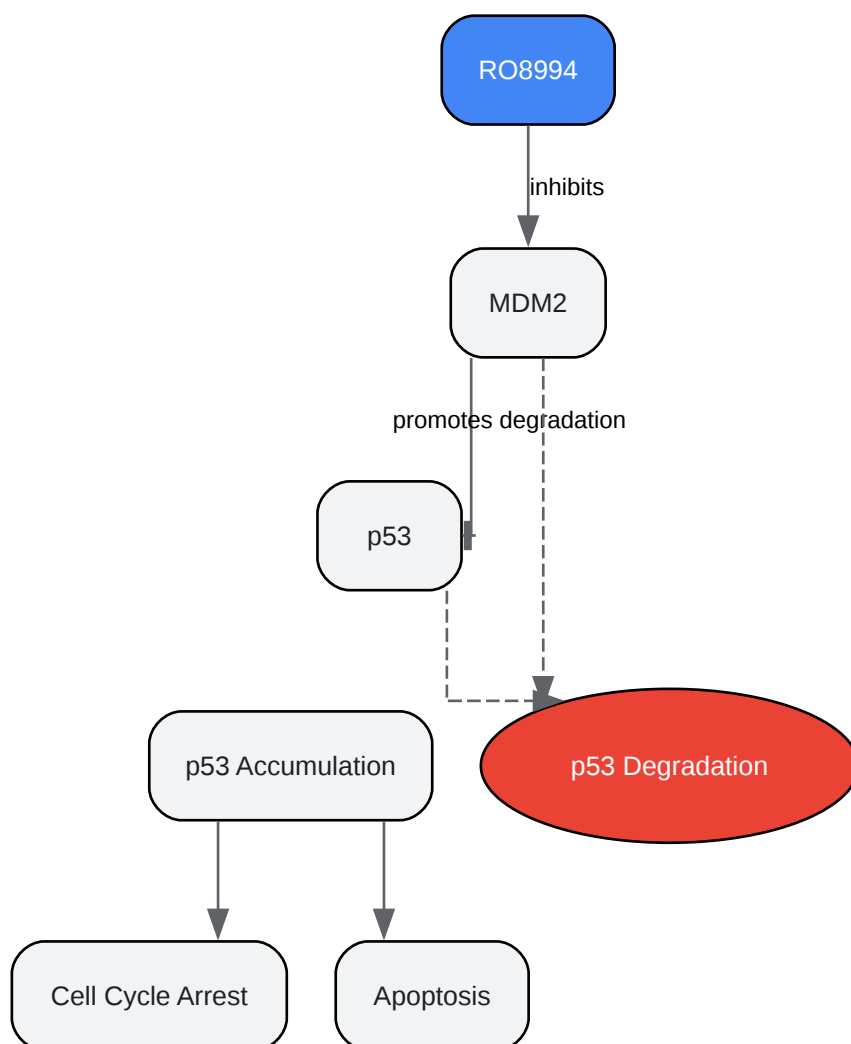 RO8994
inhibits
MDM2
promotes degradation
p53
p53 Accumulation
p53 Degradation
Cell Cycle Arrest
Apoptosis